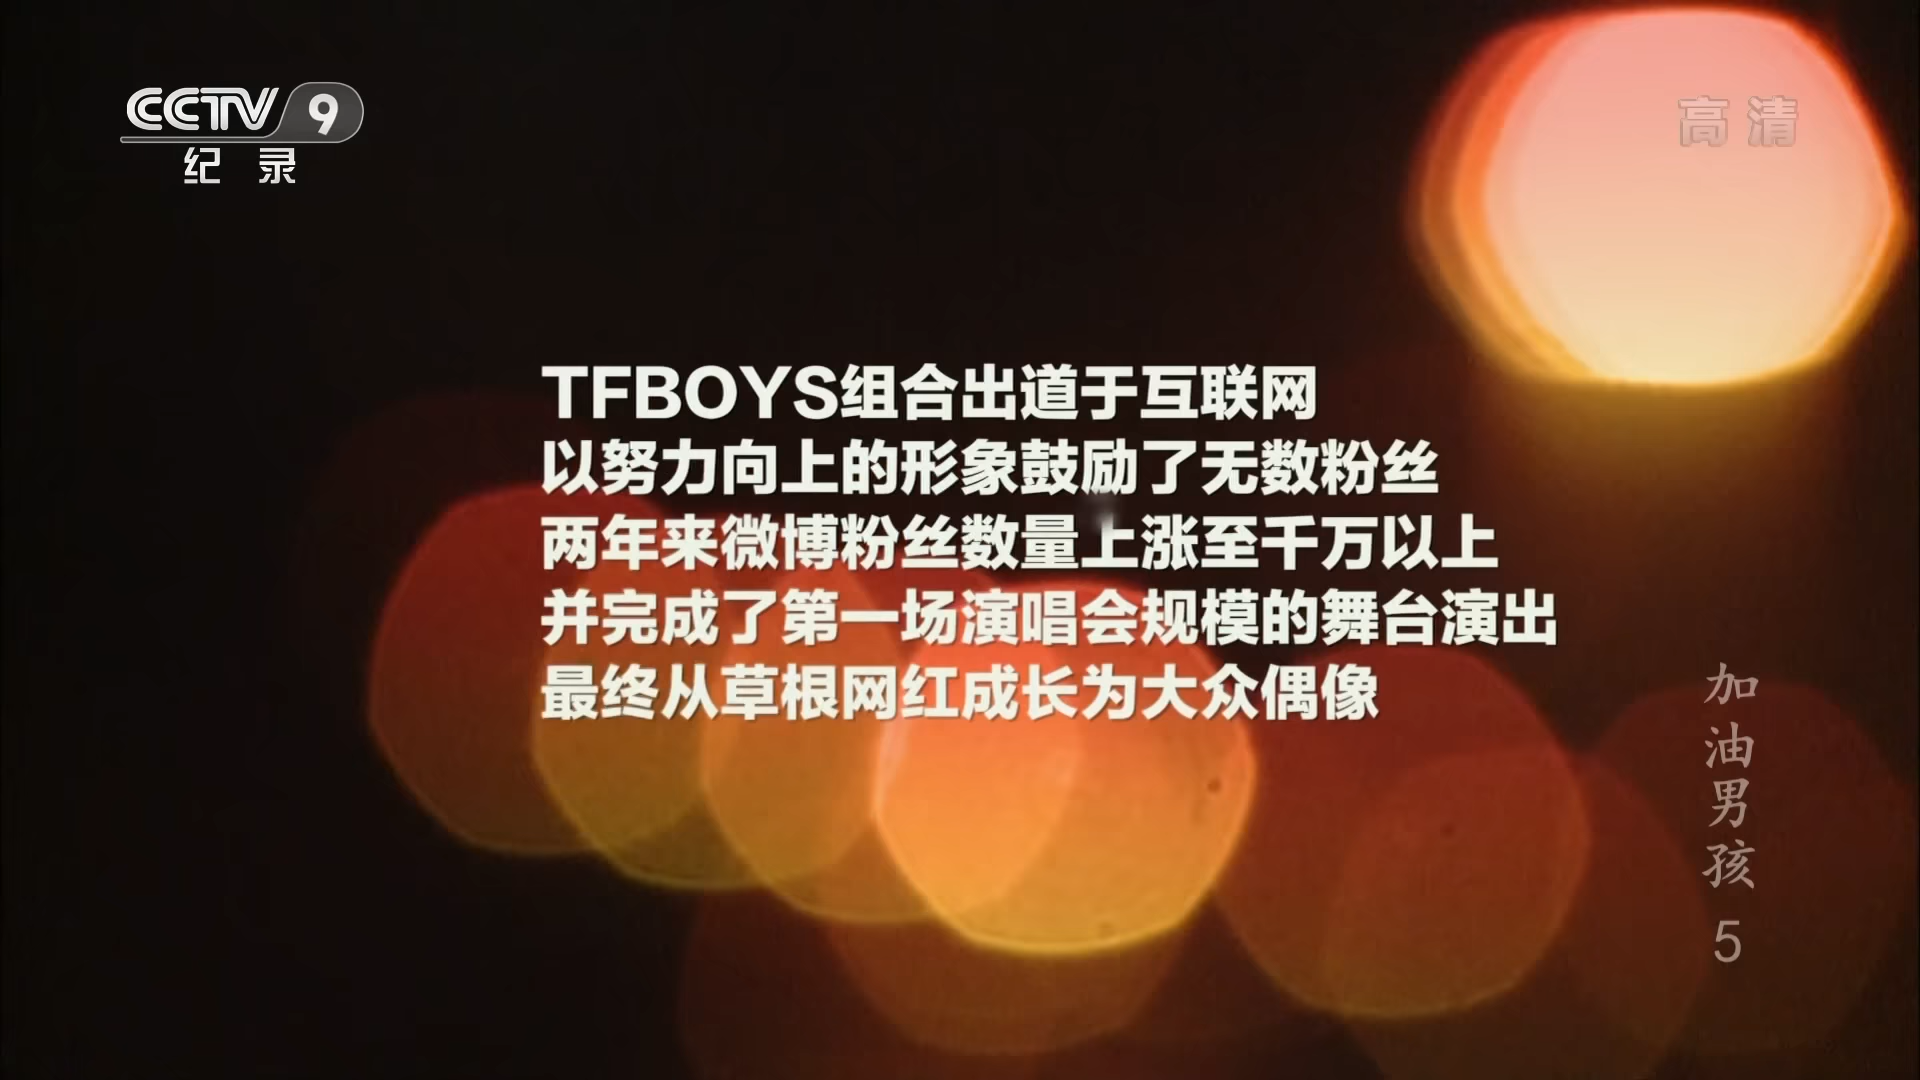 CCTV 9
纪录
高清
TFBOYS组合出道于互联网
以努力向上的形象鼓励了无数粉丝
两年来微博粉丝数量上涨至千万以上
并完成了第一场演唱会规模的舞台演出
最终从草根网红成长为大众偶像
加油男孩 5